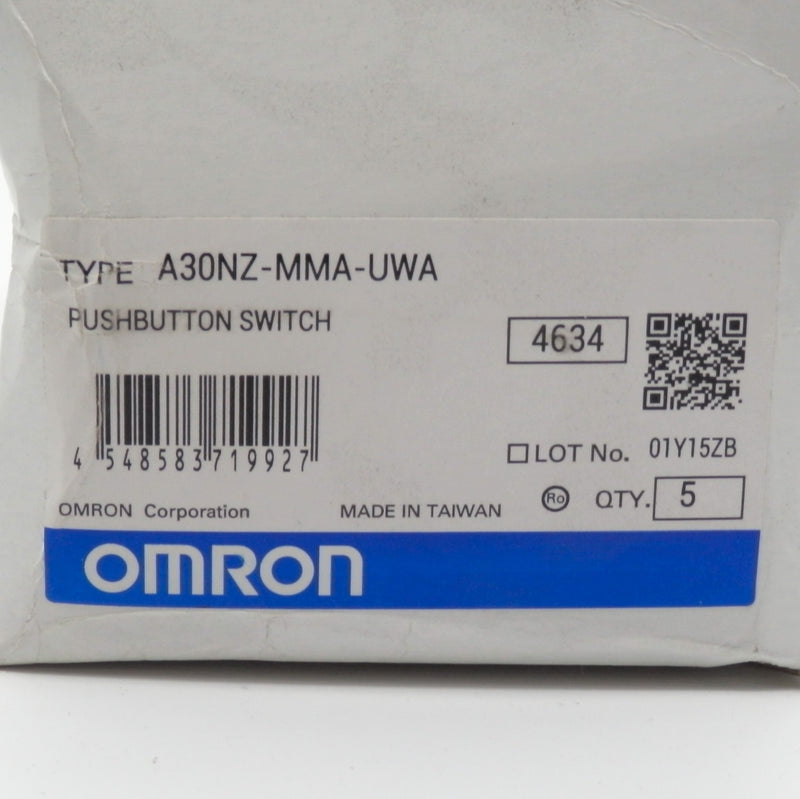 TYPE A30NZ-MMA-UWA
PUSHBUTTON SWITCH
4634
4 548583 719927
LOT No. 01Y15ZB
Ro QTY. 5
OMRON Corporation MADE IN TAIWAN
OMRON